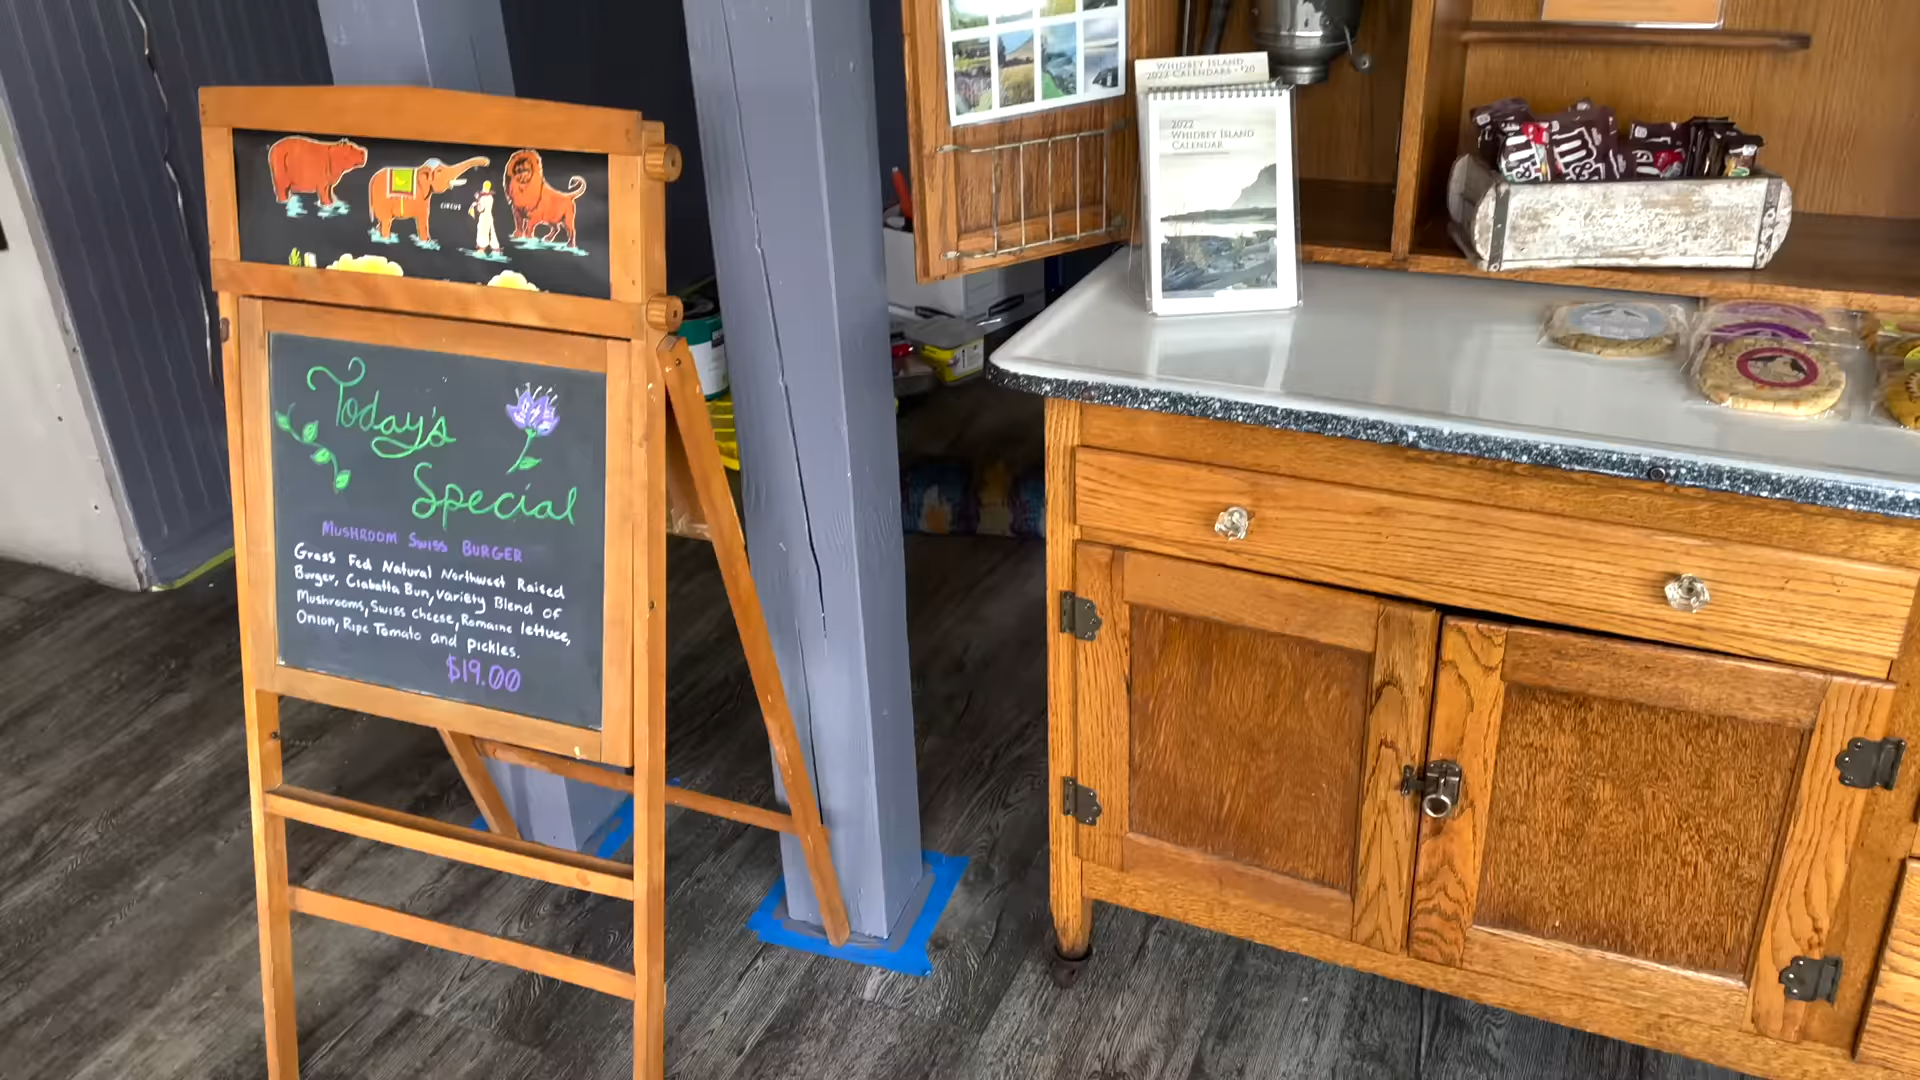 CIRCUS
Today's
Special
MUSHROOM SWISS BURGER
Grass Fed Natural Northwest Raised
Burger, Ciabatta Bun, Variety Blend of
Mushrooms, Swiss Cheese, Romaine lettuce,
Onion, Ripe Tomato and pickles.
$19.00
WHIDBEY ISLAND
2022 CALENDARS - $20
2022
WHIDBEY ISLAND
CALENDAR
m&m's